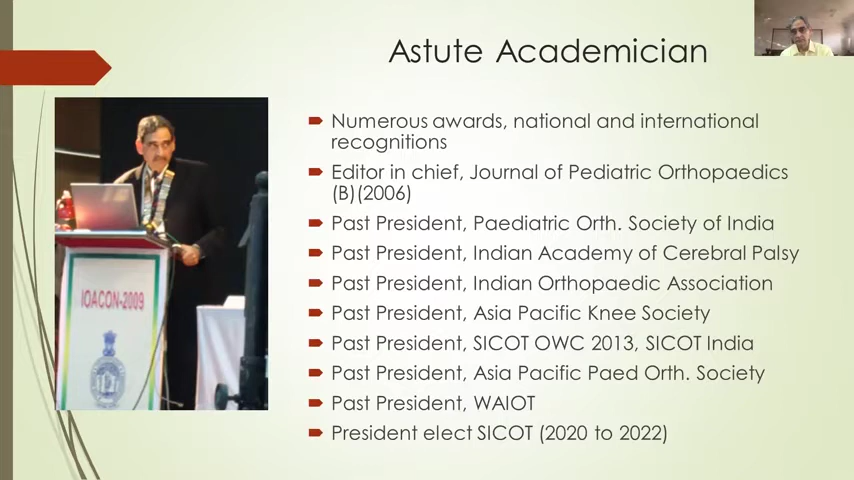 Astute Academician
Numerous awards, national and international
recognitions
Editor in chief, Journal of Pediatric Orthopaedics
(B)(2006)
Past President, Paediatric Orth. Society of India
Past President, Indian Academy of Cerebral Palsy
Past President, Indian Orthopaedic Association
Past President, Asia Pacific Knee Society
Past President, SICOT OWC 2013, SICOT India
Past President, Asia Pacific Paed Orth. Society
Past President, WAIOT
President elect SICOT (2020 to 2022)
IOACON-2009